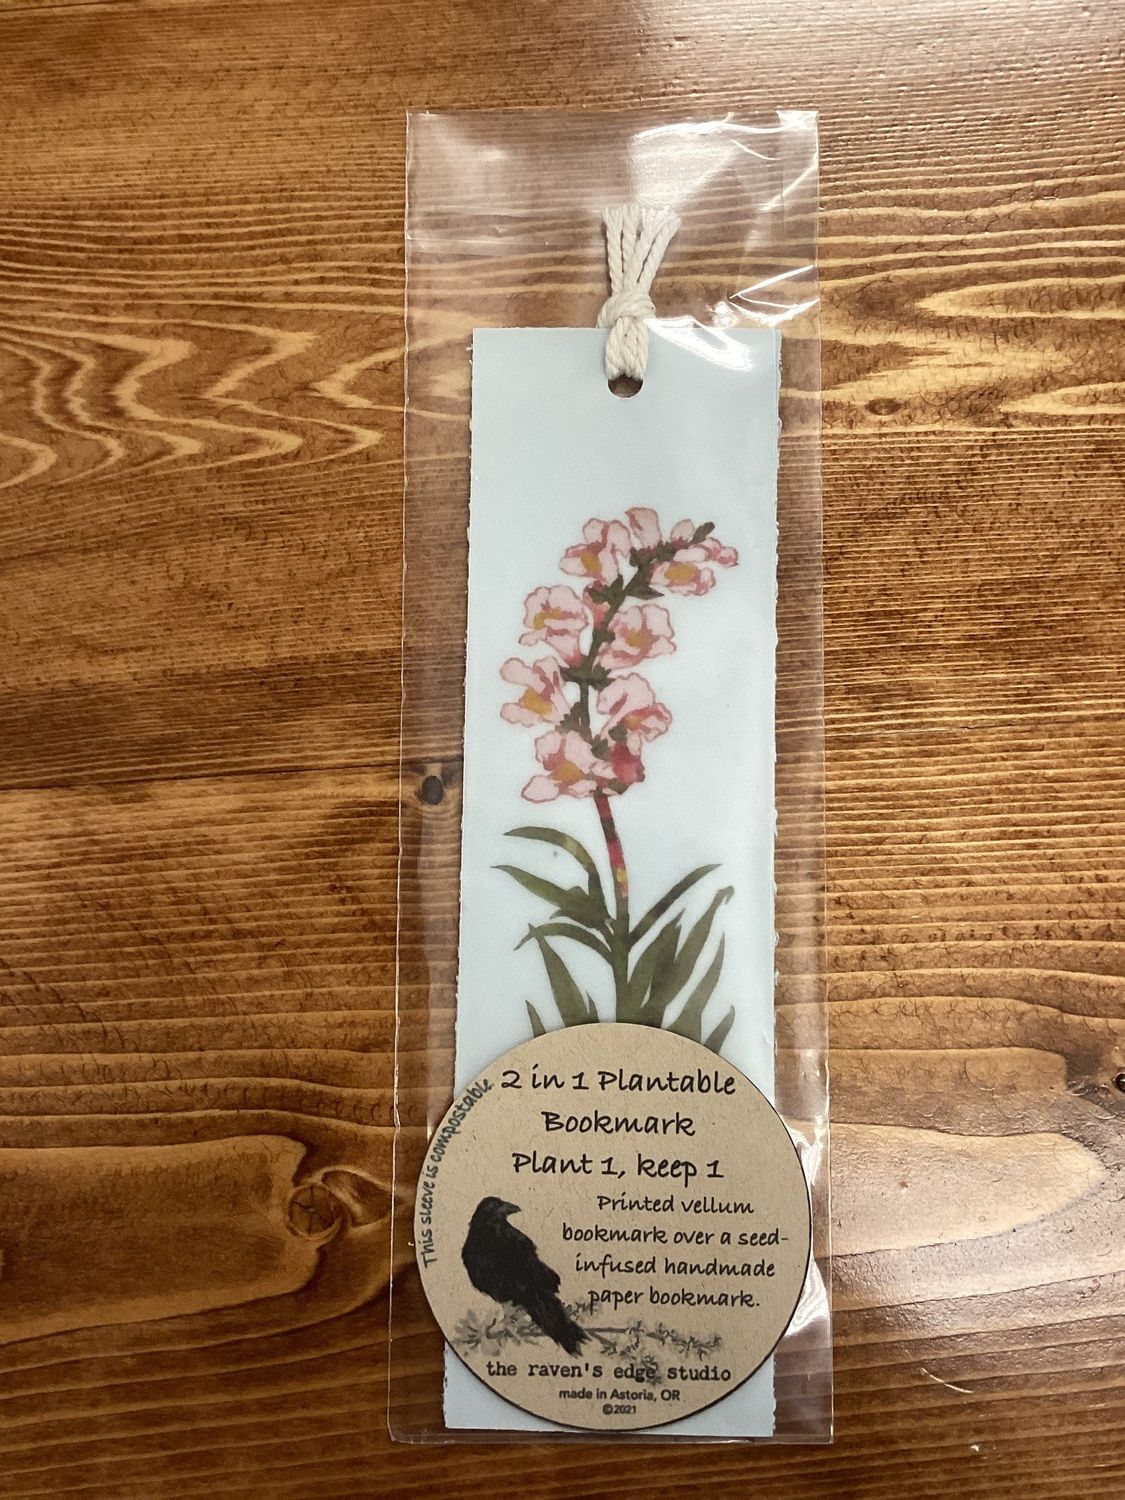 This sleeve is compostable
2 in 1 Plantable
Bookmark
Plant 1, keep 1
Printed vellum
bookmark over a seed-
infused handmade
paper bookmark.
the raven's edge studio
made in Astoria, OR
©2021